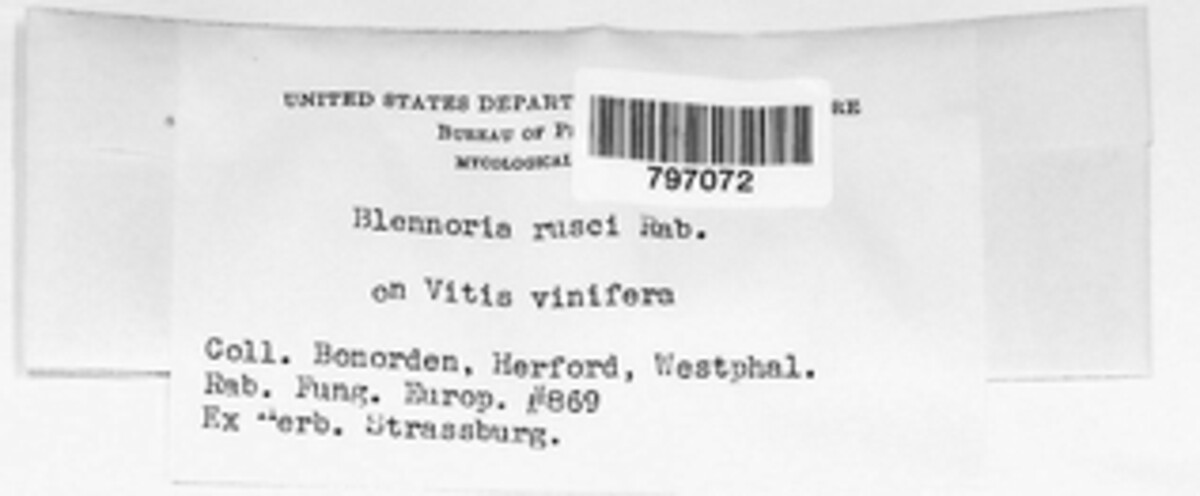 UNITED STATES DEPART RE
BUREAU OF P
MYCOLOGICAL
797072
Blennoria rusci Rab.
on Vitis vinifera
Coll. Bonorden, Herford, Westphal.
Rab. Fung. Europ. #869
Ex Herb. Strassburg.